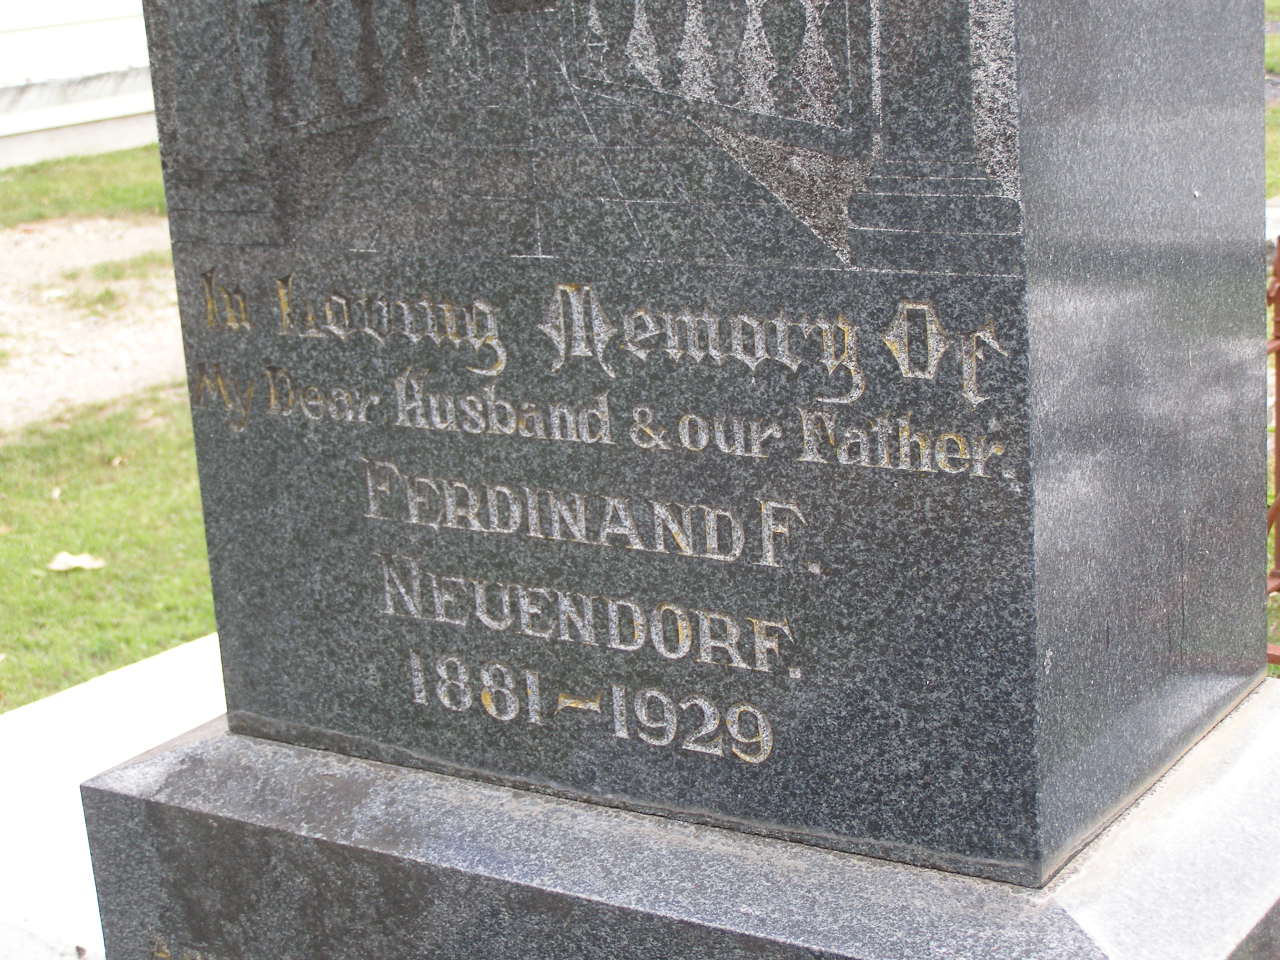 In Loving Memory Of
My Dear Husband & our Father
FERDINAND F.
NEUENDORF.
1881-1929